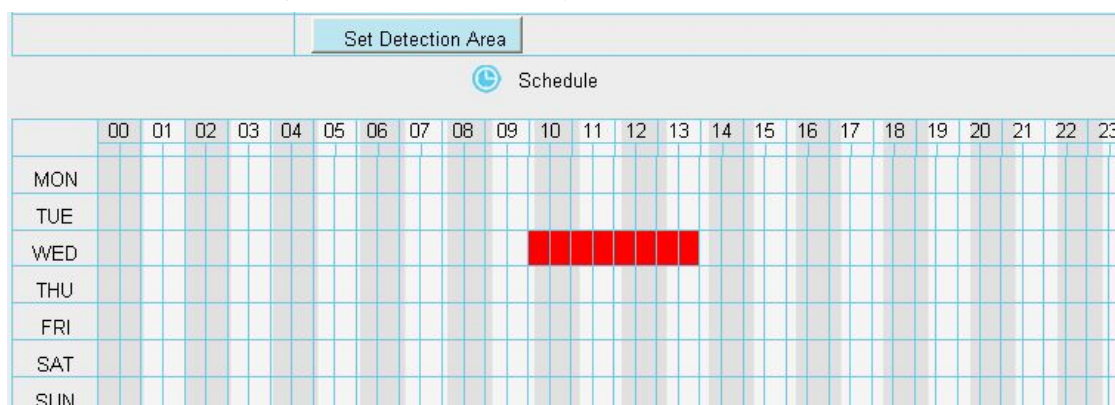 Set Detection Area
Schedule
00 01 02 03 04 05 06 07 08 09 10 11 12 13 14 15 16 17 18 19 20 21 22 23
MON
TUE
WED
THU
FRI
SAT
SUN